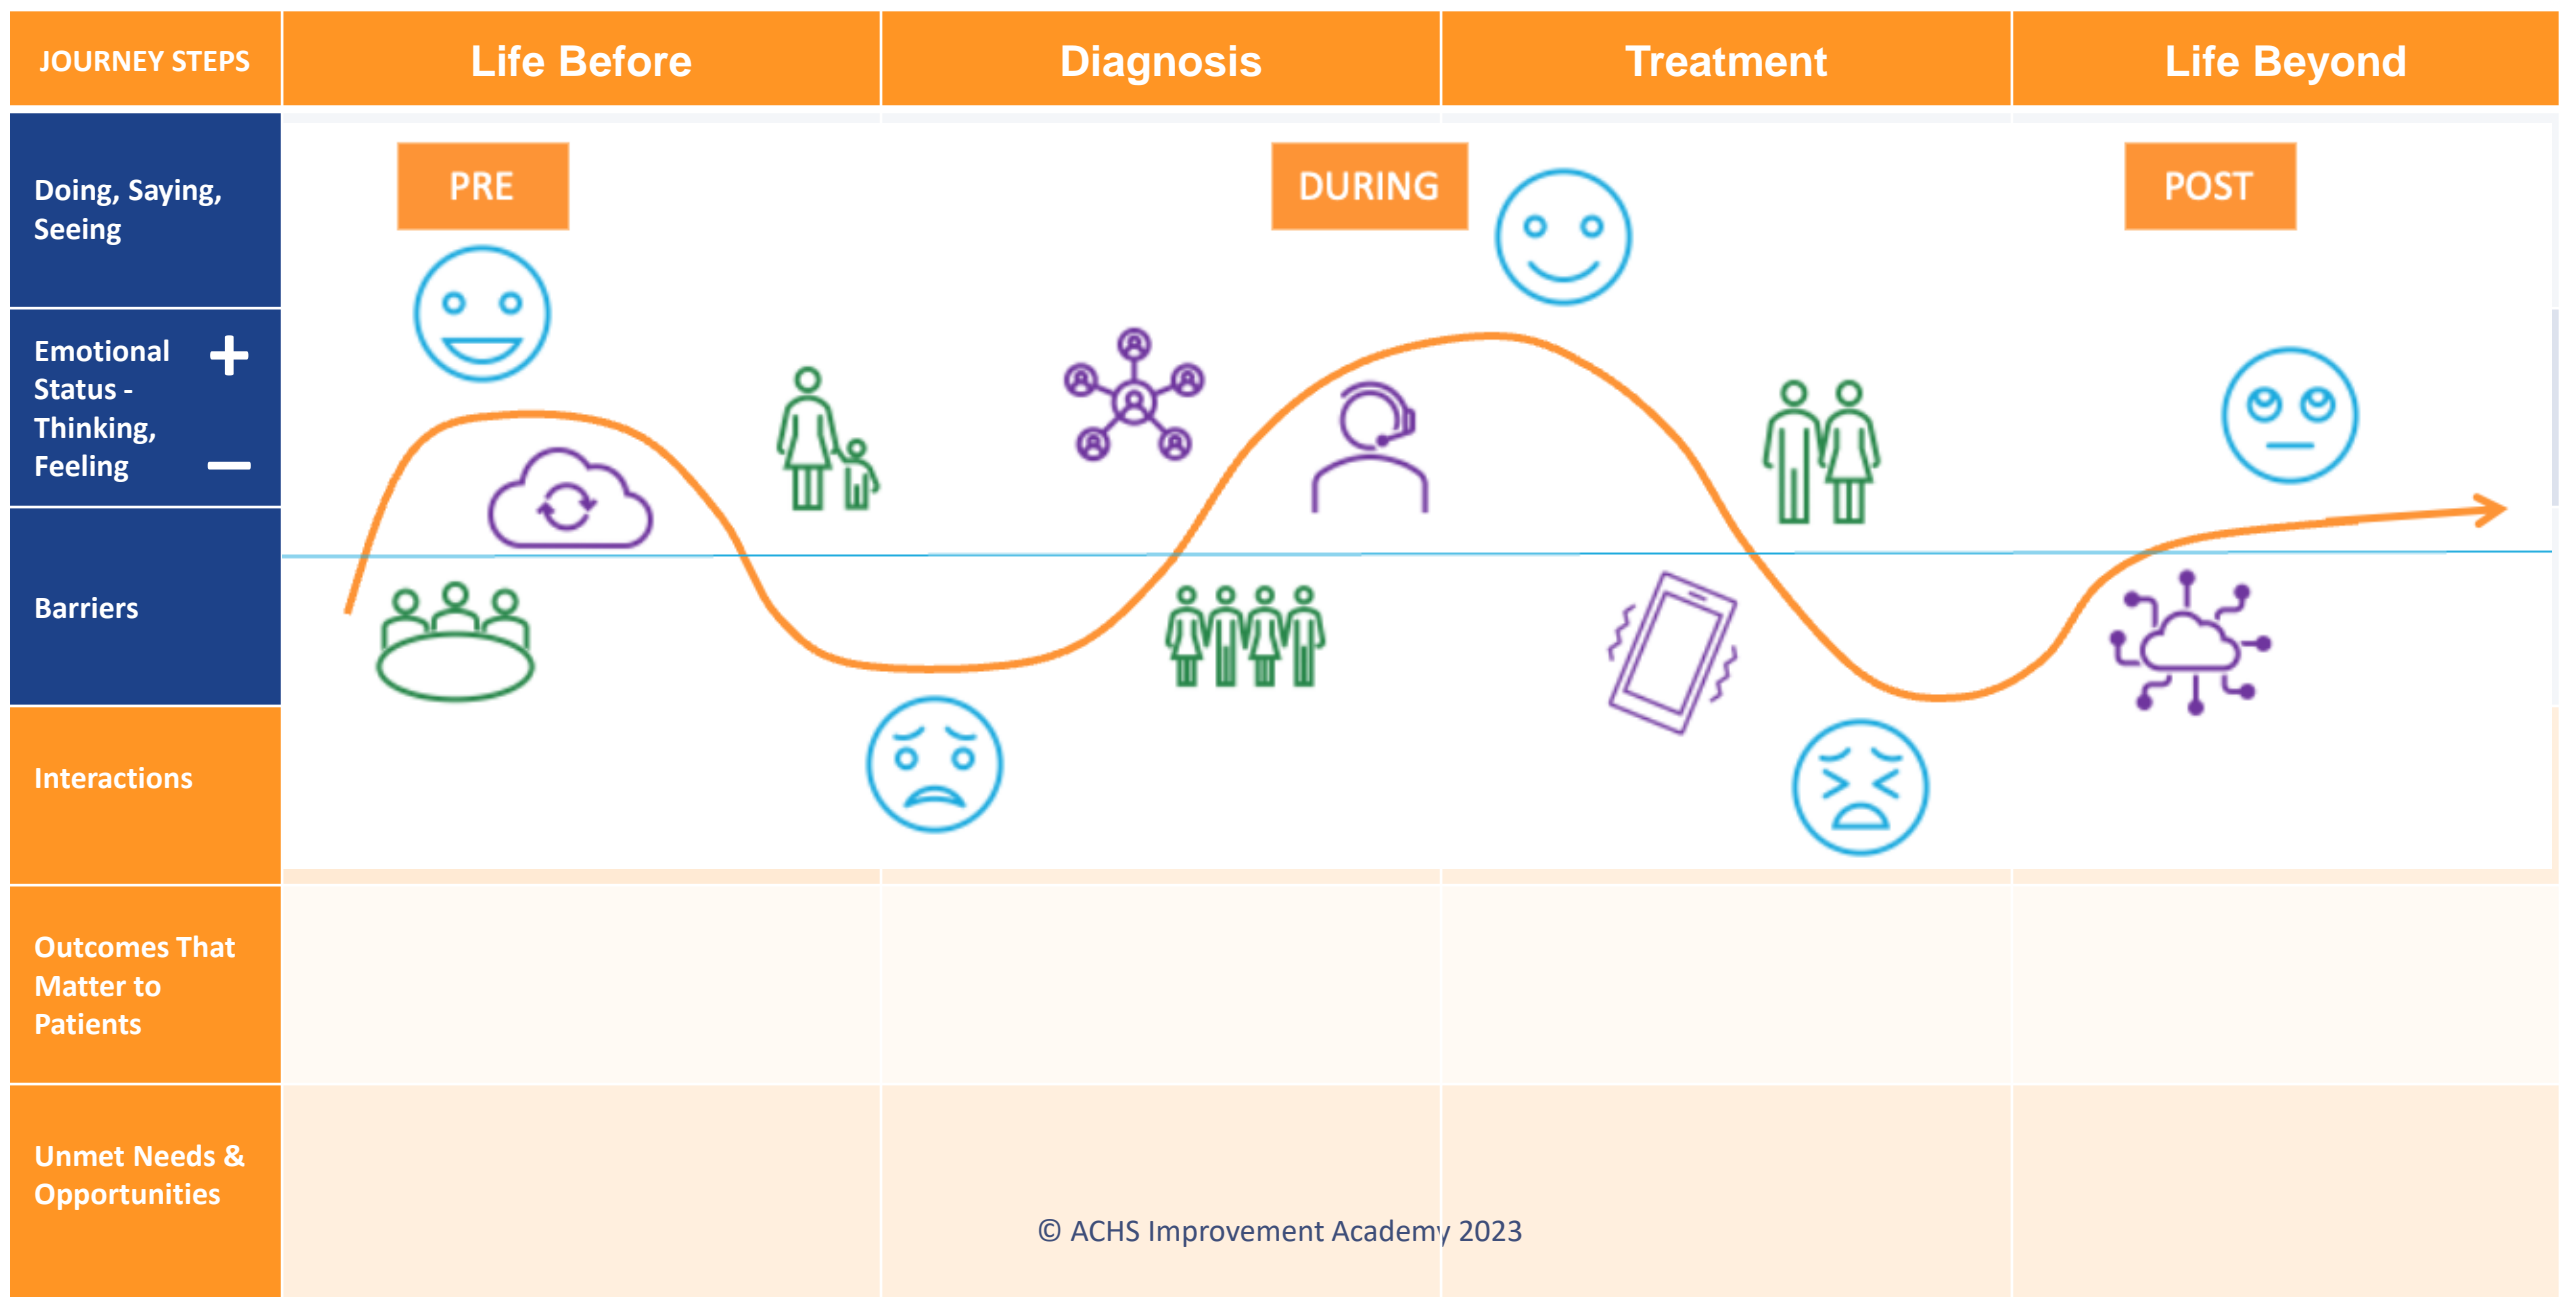 JOURNEY STEPS
Life Before
Diagnosis
Treatment
Life Beyond
Doing, Saying,
Seeing
PRE
DURING
POST
Emotional +
Status -
Thinking,
Feeling –
Barriers
Interactions
Outcomes That
Matter to
Patients
Unmet Needs &
Opportunities
© ACHS Improvement Academy 2023